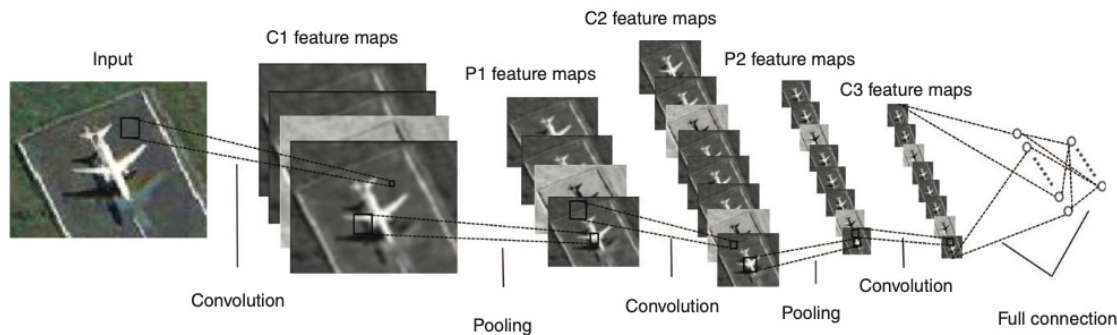 Input
C1 feature maps
P1 feature maps
C2 feature maps
P2 feature maps
C3 feature maps
Convolution
Pooling
Convolution
Pooling
Convolution
Full connection